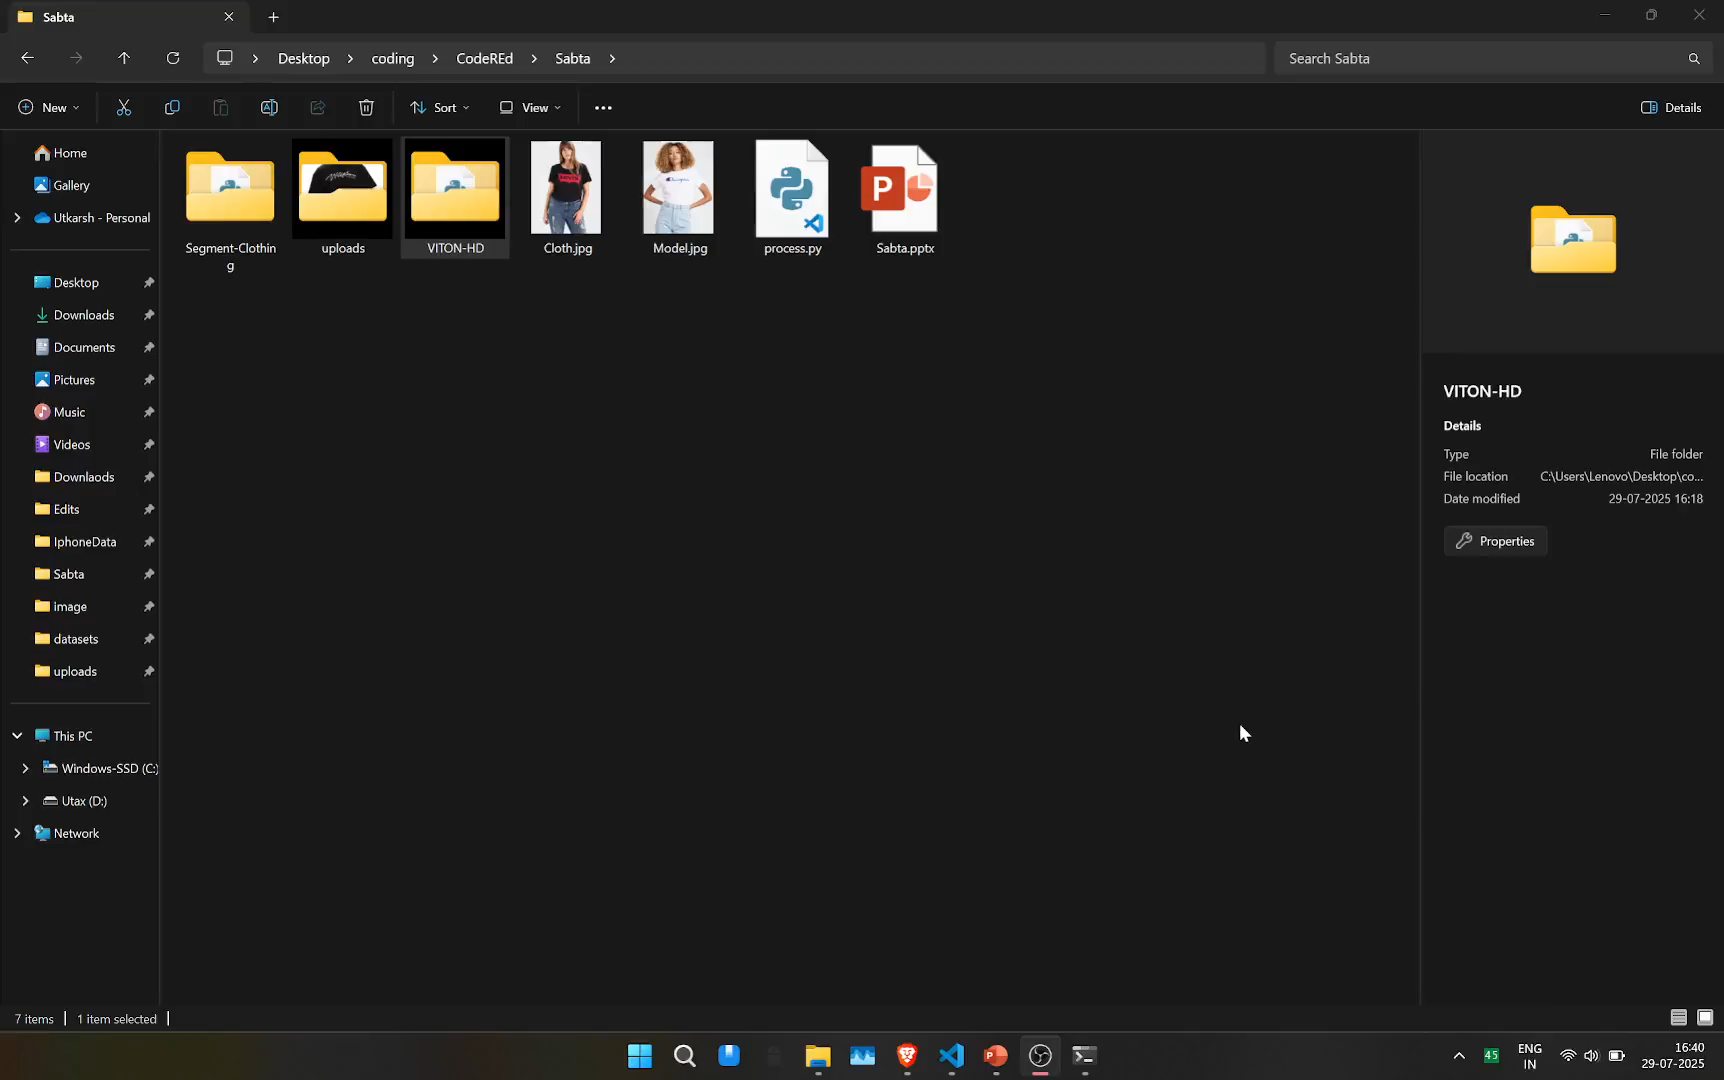 Sabta
Desktop
coding
CodeREd
Sabta
Search Sabta
New
Sort
View
Details
Home
Gallery
Utkarsh - Personal
Desktop
Downloads
Documents
Pictures
Music
Videos
Downlaods
Edits
IphoneData
Sabta
image
datasets
uploads
This PC
Windows-SSD (C:)
Utax (D:)
Network
Segment-Clothin
g
uploads
VITON-HD
Cloth.jpg
Model.jpg
process.py
P
Sabta.pptx
VITON-HD
Details
Type File folder
File location C:\Users\Lenovo\Desktop\co...
Date modified 29-07-2025 16:18
Properties
7 items
1 item selected
45
ENG
IN
16:40
29-07-2025